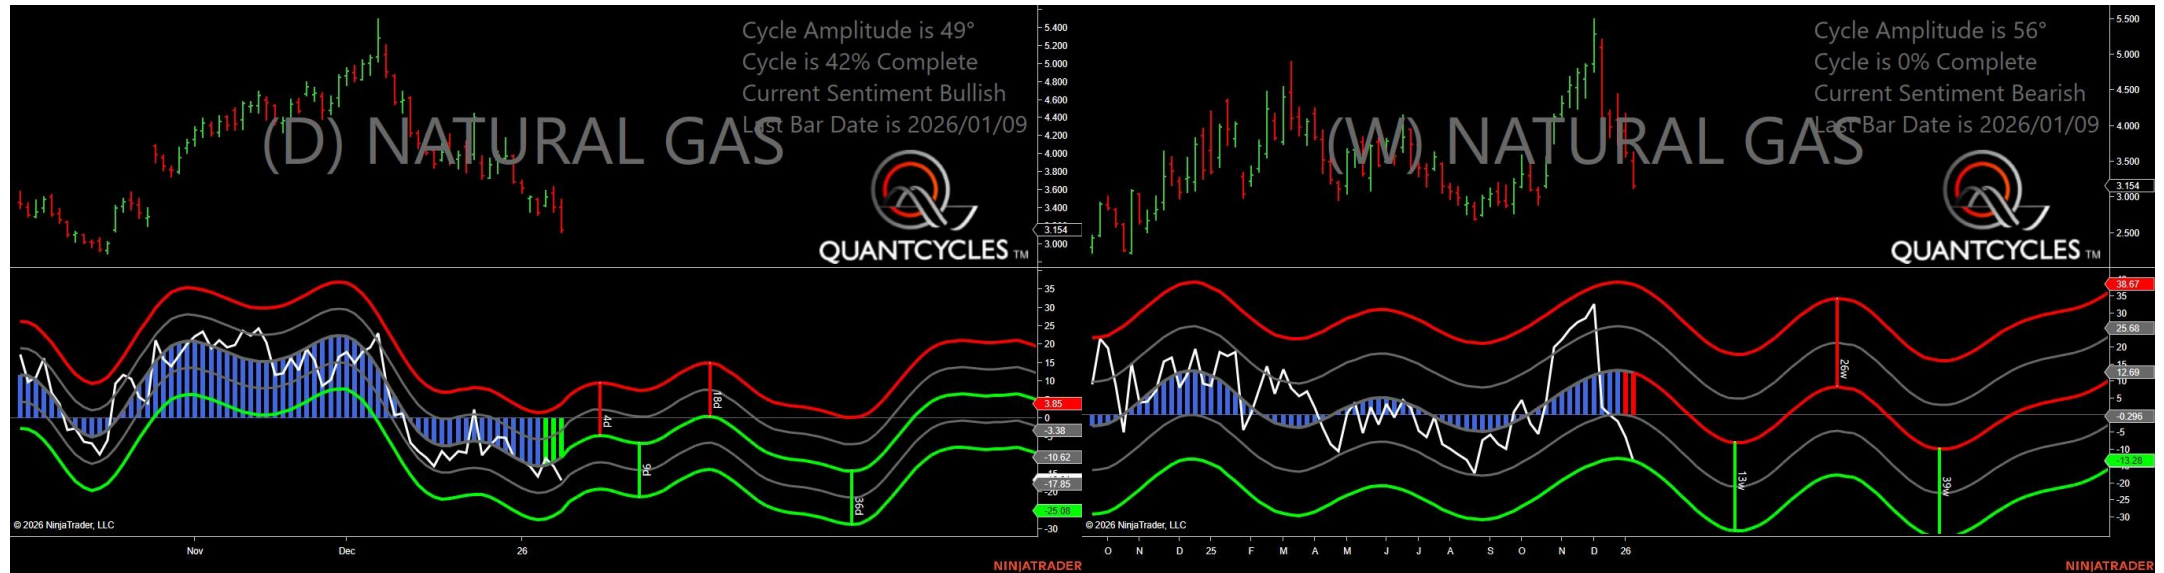 Cycle Amplitude is 49°
Cycle is 42% Complete
Current Sentiment Bullish
Last Bar Date is 2026/01/09
(D) NATURAL GAS
QUANTCYCLES TM
5.400
5.200
5.000
4.800
4.600
4.400
4.200
4.000
3.800
3.600
3.400
3.154
3.000
35
30
25
20
15
10
3.85
0
-3.38
-10.62
-17.85
-20
-25.08
-30
4d
9d
18d
36d
© 2026 NinjaTrader, LLC
Nov
Dec
26
NINJATRADER
Cycle Amplitude is 56°
Cycle is 0% Complete
Current Sentiment Bearish
Last Bar Date is 2026/01/09
(W) NATURAL GAS
QUANTCYCLES TM
5.500
5.000
4.500
4.000
3.500
3.154
3.000
2.500
38.67
35
30
25.68
20
12.69
10
5
-0.296
-5
-10
-13.28
-20
-25
-30
13w
26w
39w
© 2026 NinjaTrader, LLC
O N D 25 F M A M J J A S O N D 26
NINJATRADER